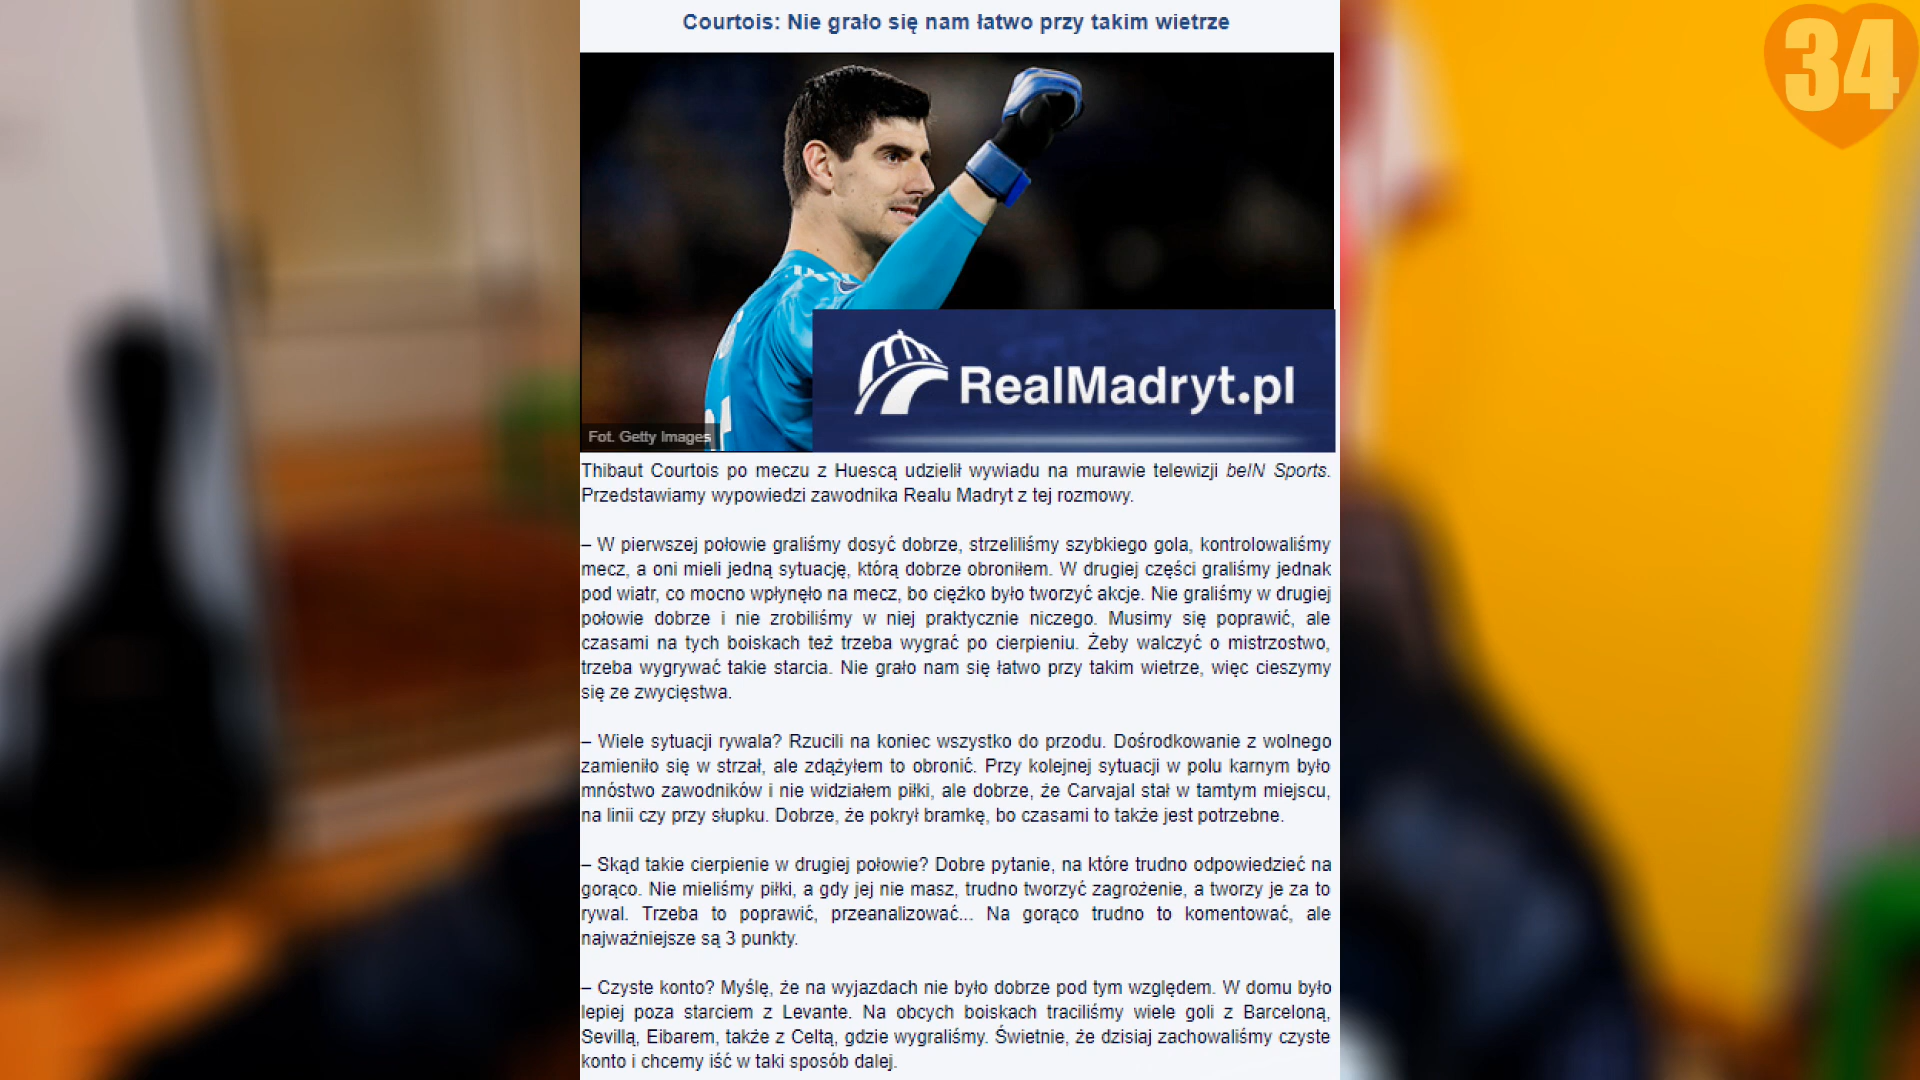 Courtois: Nie grało się nam łatwo przy takim wietrze
34
RealMadryt.pl
Fot. Getty Images
Thibaut Courtois po meczu z Huescą udzielił wywiadu na murawie telewizji beIN Sports.
Przedstawiamy wypowiedzi zawodnika Realu Madryt z tej rozmowy.
– W pierwszej połowie graliśmy dosyć dobrze, strzeliliśmy szybkiego gola, kontrolowaliśmy
mecz, a oni mieli jedną sytuację, którą dobrze obroniłem. W drugiej części graliśmy jednak
pod wiatr, co mocno wpłynęło na mecz, bo ciężko było tworzyć akcje. Nie graliśmy w drugiej
połowie dobrze i nie zrobiliśmy w niej praktycznie niczego. Musimy się poprawić, ale
czasami na tych boiskach też trzeba wygrać po cierpieniu. Żeby walczyć o mistrzostwo,
trzeba wygrywać takie starcia. Nie grało nam się łatwo przy takim wietrze, więc cieszymy
się ze zwycięstwa.
– Wiele sytuacji rywala? Rzucili na koniec wszystko do przodu. Dośrodkowanie z wolnego
zamieniło się w strzał, ale zdążyłem to obronić. Przy kolejnej sytuacji w polu karnym było
mnóstwo zawodników i nie widziałem piłki, ale dobrze, że Carvajal stał w tamtym miejscu,
na linii czy przy słupku. Dobrze, że pokrył bramkę, bo czasami to także jest potrzebne.
– Skąd takie cierpienie w drugiej połowie? Dobre pytanie, na które trudno odpowiedzieć na
gorąco. Nie mieliśmy piłki, a gdy jej nie masz, trudno tworzyć zagrożenie, a tworzy je za to
rywal. Trzeba to poprawić, przeanalizować... Na gorąco trudno to komentować, ale
najważniejsze są 3 punkty.
– Czyste konto? Myślę, że na wyjazdach nie było dobrze pod tym względem. W domu było
lepiej poza starciem z Levante. Na obcych boiskach traciliśmy wiele goli z Barceloną,
Sevillą, Eibarem, także z Celtą, gdzie wygraliśmy. Świetnie, że dzisiaj zachowaliśmy czyste
konto i chcemy iść w taki sposób dalej.